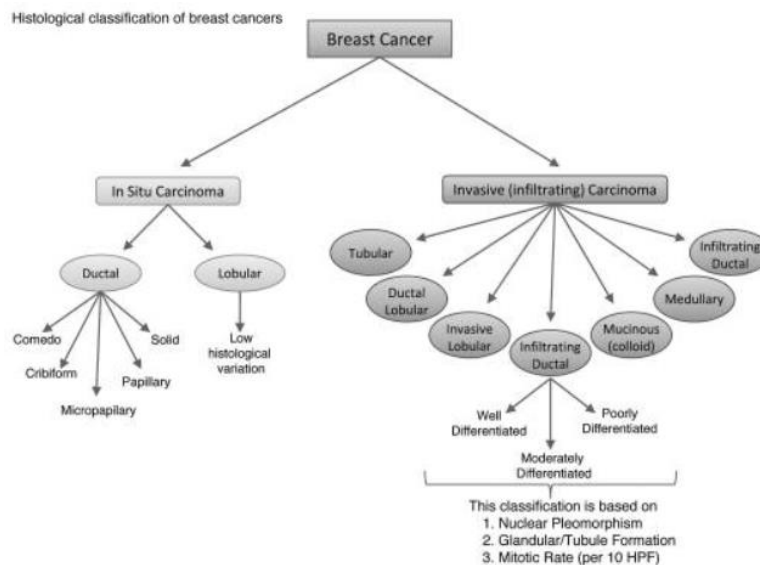 Histological classification of breast cancers
Breast Cancer
In Situ Carcinoma
Invasive (infiltrating) Carcinoma
Ductal
Lobular
Comedo
Cribiform
Micropapilary
Papillary
Solid
Low
histological
variation
Tubular
Ductal
Lobular
Invasive
Lobular
Infiltrating
Ductal
Mucinous
(colloid)
Medullary
Infiltrating
Ductal
Well
Differentiated
Moderately
Differentiated
Poorly
Differentiated
This classification is based on
1. Nuclear Pleomorphism
2. Glandular/Tubule Formation
3. Mitotic Rate (per 10 HPF)